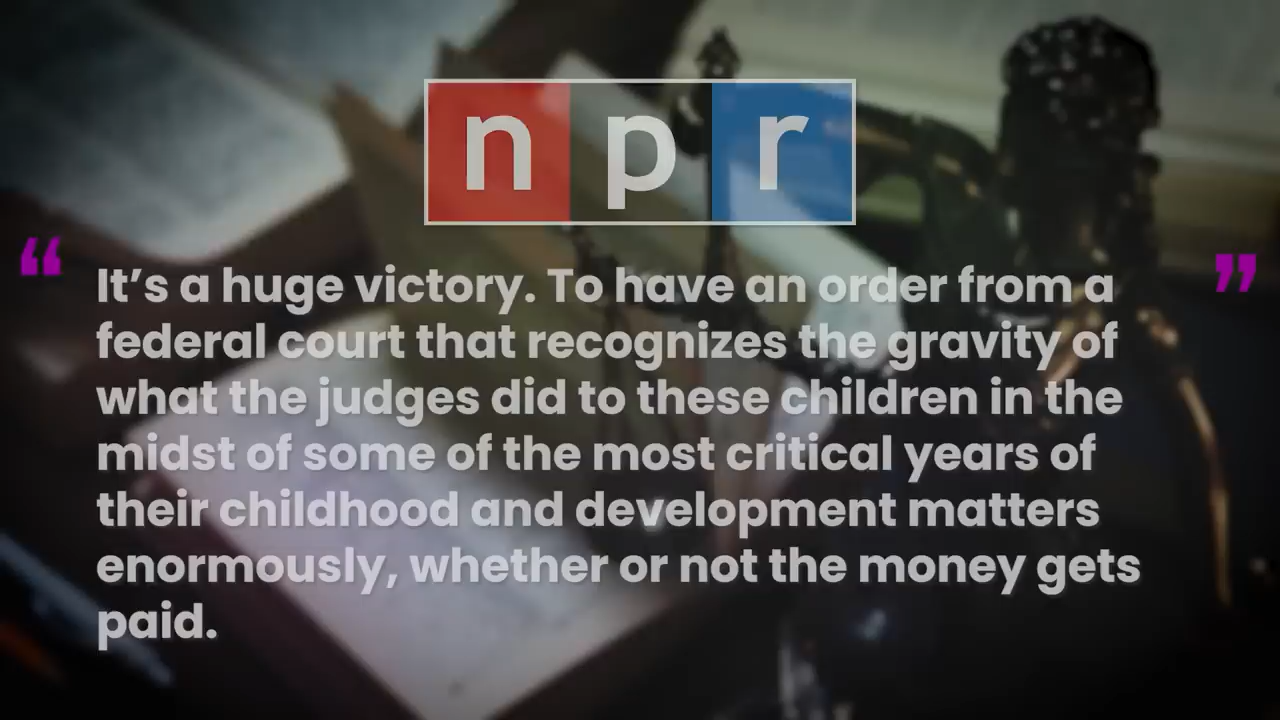 npr
“ It’s a huge victory. To have an order from a ”
federal court that recognizes the gravity of
what the judges did to these children in the
midst of some of the most critical years of
their childhood and development matters
enormously, whether or not the money gets
paid.